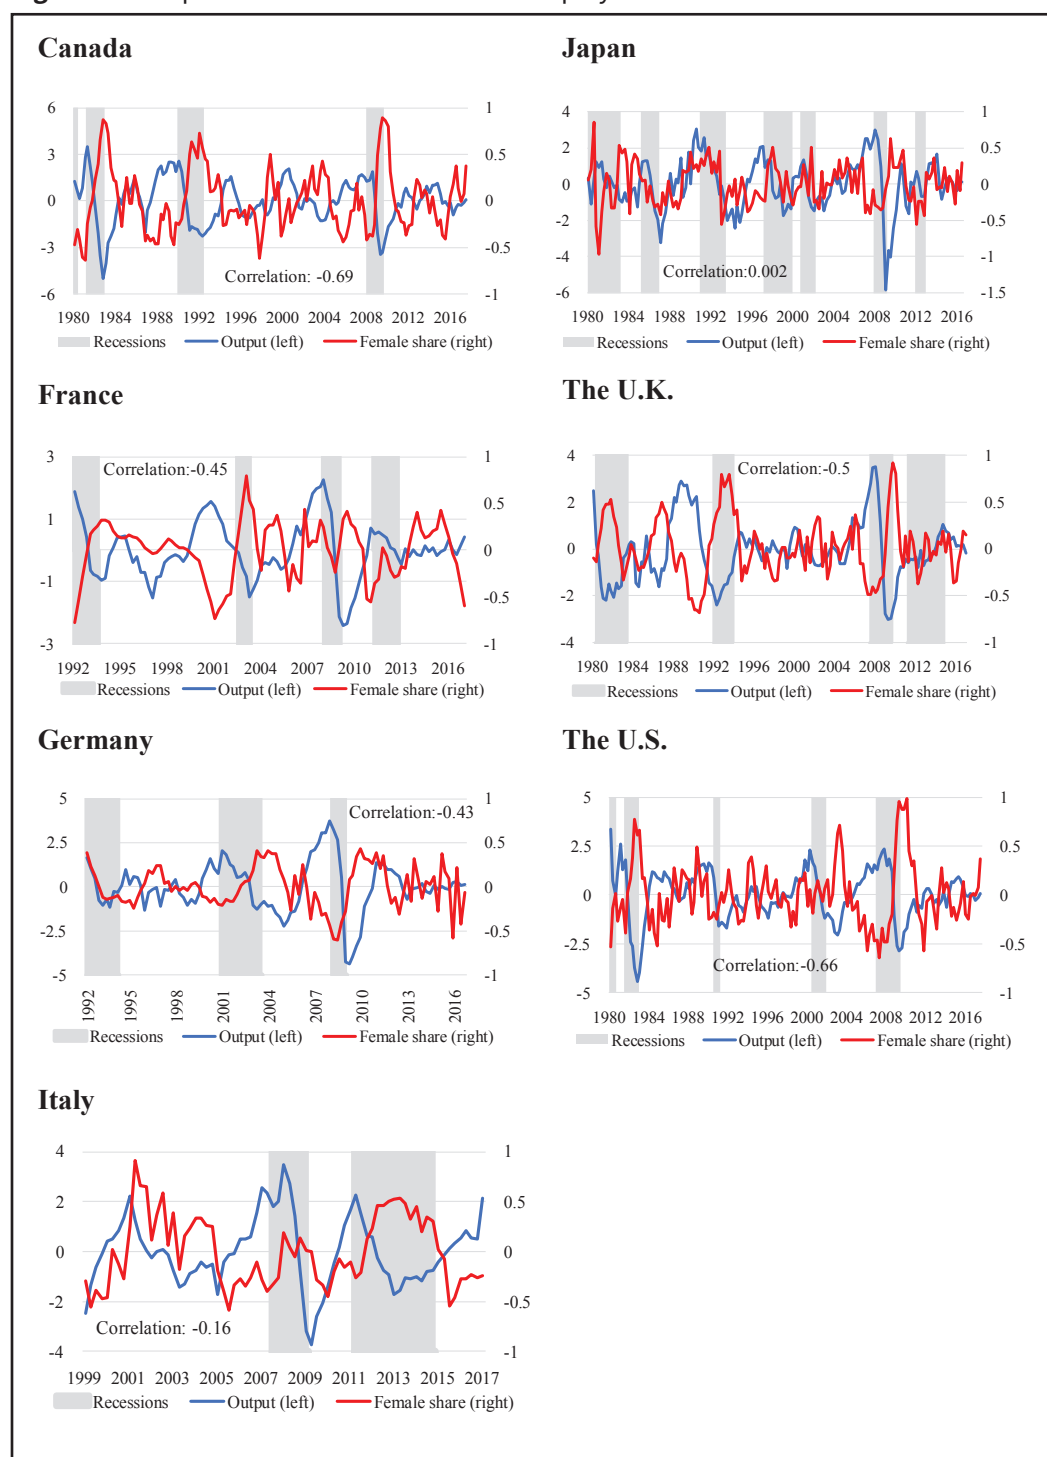 Canada
6
3
0
-3
-6
1
0.5
0
-0.5
-1
Correlation: -0.69
1980 1984 1988 1992 1996 2000 2004 2008 2012 2016
Recessions Output (left) Female share (right)
Japan
4
2
0
-2
-4
-6
1
0.5
0
-0.5
-1
-1.5
Correlation:0.002
1980 1984 1988 1992 1996 2000 2004 2008 2012 2016
Recessions Output (left) Female share (right)
France
3
1
-1
-3
1
0.5
0
-0.5
-1
Correlation:-0.45
1992 1995 1998 2001 2004 2007 2010 2013 2016
Recessions Output (left) Female share (right)
The U.K.
4
2
0
-2
-4
1
0.5
0
-0.5
-1
Correlation:-0.5
1980 1984 1988 1992 1996 2000 2004 2008 2012 2016
Recessions Output (left) Female share (right)
Germany
5
2.5
0
-2.5
-5
1
0.5
0
-0.5
-1
Correlation:-0.43
1992 1995 1998 2001 2004 2007 2010 2013 2016
Recessions Output (left) Female share (right)
The U.S.
5
2.5
0
-2.5
-5
1
0.5
0
-0.5
-1
Correlation:-0.66
1980 1984 1988 1992 1996 2000 2004 2008 2012 2016
Recessions Output (left) Female share (right)
Italy
4
2
0
-2
-4
1
0.5
0
-0.5
-1
Correlation: -0.16
1999 2001 2003 2005 2007 2009 2011 2013 2015 2017
Recessions Output (left) Female share (right)